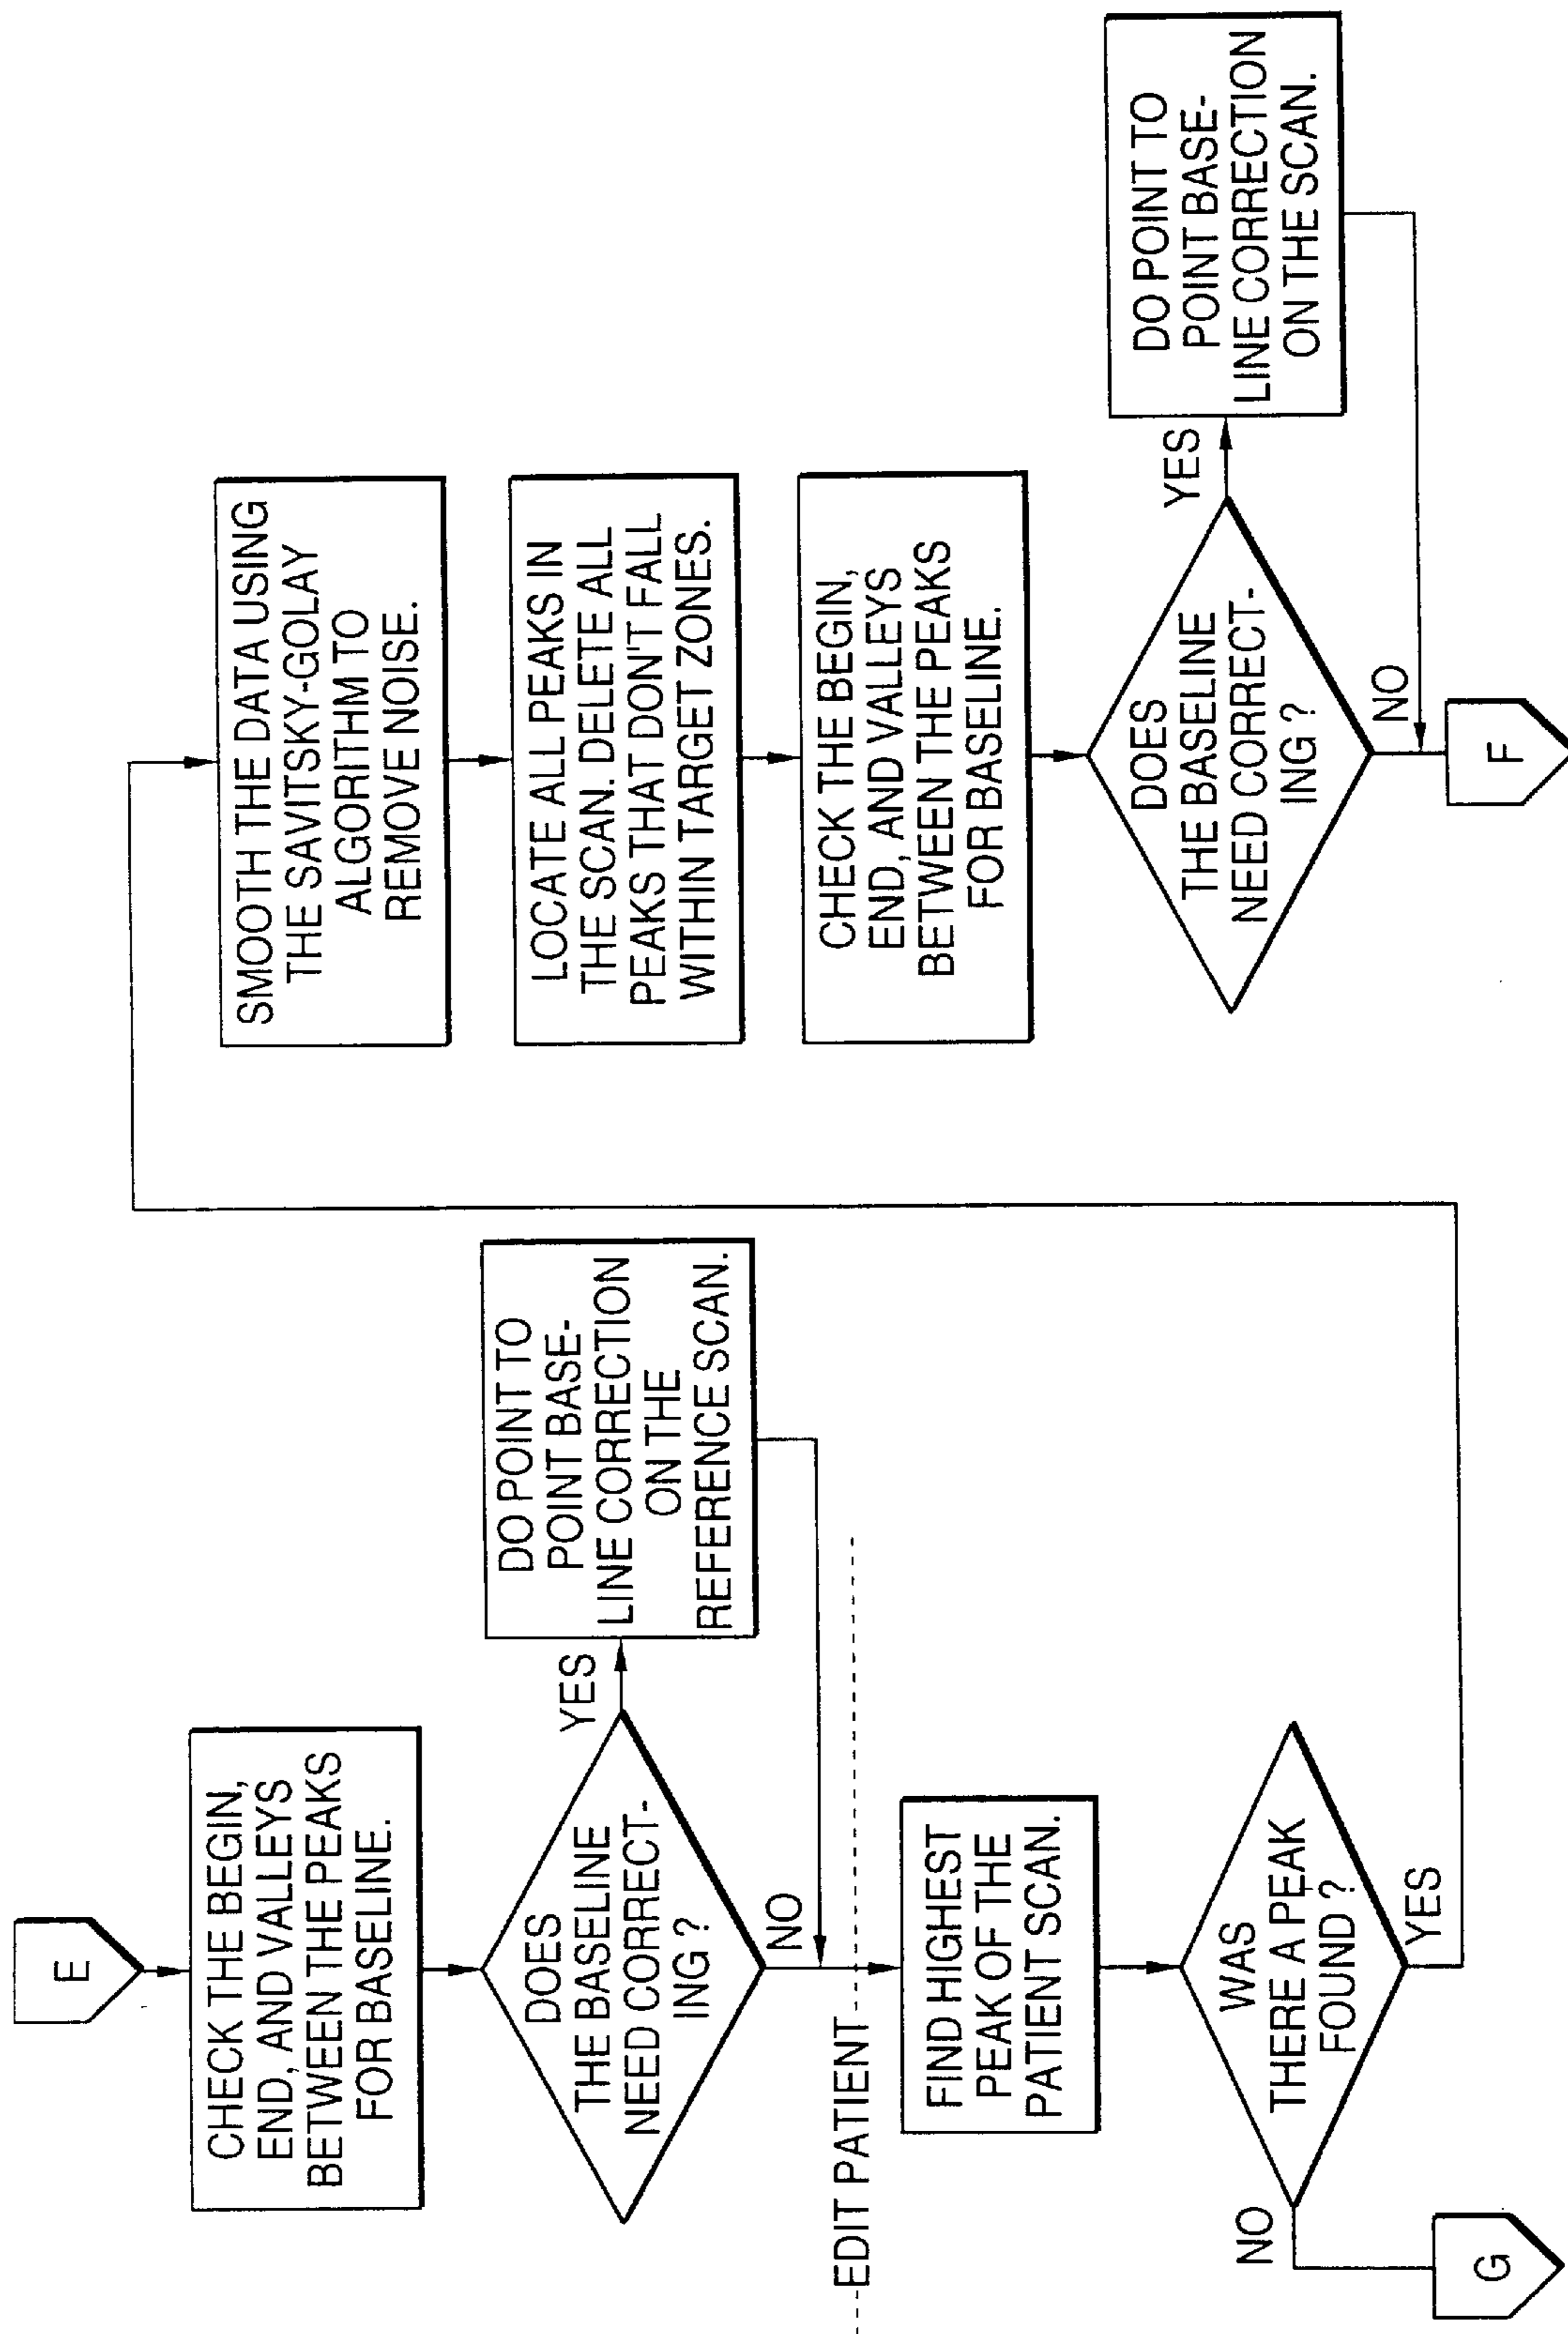 E
CHECK THE BEGIN,
END, AND VALLEYS
BETWEEN THE PEAKS
FOR BASELINE.
DOES
THE BASELINE
NEED CORRECT-
ING ?
YES
DO POINT TO
POINT BASE-
LINE CORRECTION
ON THE
REFERENCE SCAN.
NO
EDIT PATIENT
FIND HIGHEST
PEAK OF THE
PATIENT SCAN.
WAS
THERE A PEAK
FOUND ?
NO
YES
G
SMOOTH THE DATA USING
THE SAVITSKY-GOLAY
ALGORITHM TO
REMOVE NOISE.
LOCATE ALL PEAKS IN
THE SCAN. DELETE ALL
PEAKS THAT DON'T FALL
WITHIN TARGET ZONES.
CHECK THE BEGIN,
END, AND VALLEYS
BETWEEN THE PEAKS
FOR BASELINE.
DOES
THE BASELINE
NEED CORRECT-
ING ?
YES
DO POINT TO
POINT BASE-
LINE CORRECTION
ON THE SCAN.
NO
F